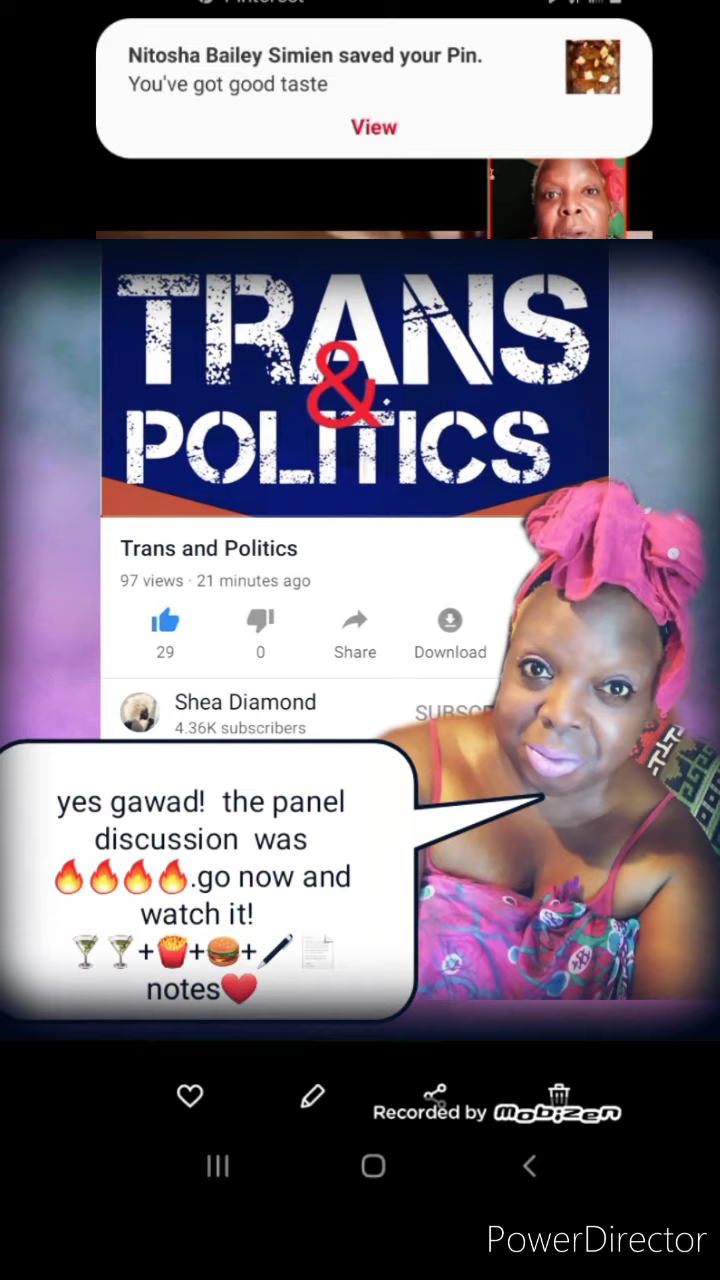 Nitosha Bailey Simien saved your Pin.
You've got good taste
View
TRANS
&
POLITICS
Trans and Politics
97 views · 21 minutes ago
29
0
Share
Download
Shea Diamond
4.36K subscribers
yes gawad! the panel
discussion was
🔥🔥🔥🔥.go now and
watch it!
🍸🍸+🍟+🍔+🖊📄
notes❤
Recorded by Mobizen
PowerDirector